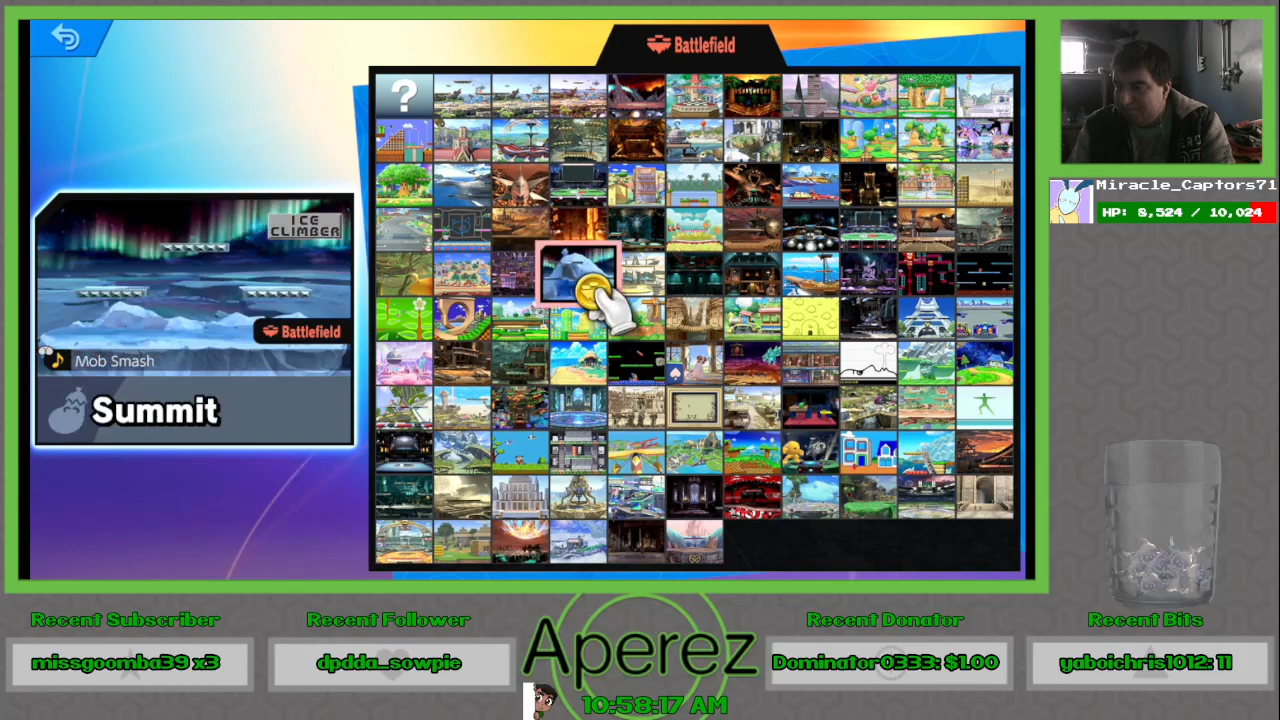 Battlefield
?
ICE
CLIMBER
Battlefield
Mob Smash
Summit
Miracle_Captors71
HP: 8,524 / 10,024
Recent Subscriber
Recent Follower
Recent Donator
Recent Bits
missgoomba39 x3
dpdda_sowpie
Aperez
Dominator0333: $1.00
yaboichris1012: 11
10:58:17 AM